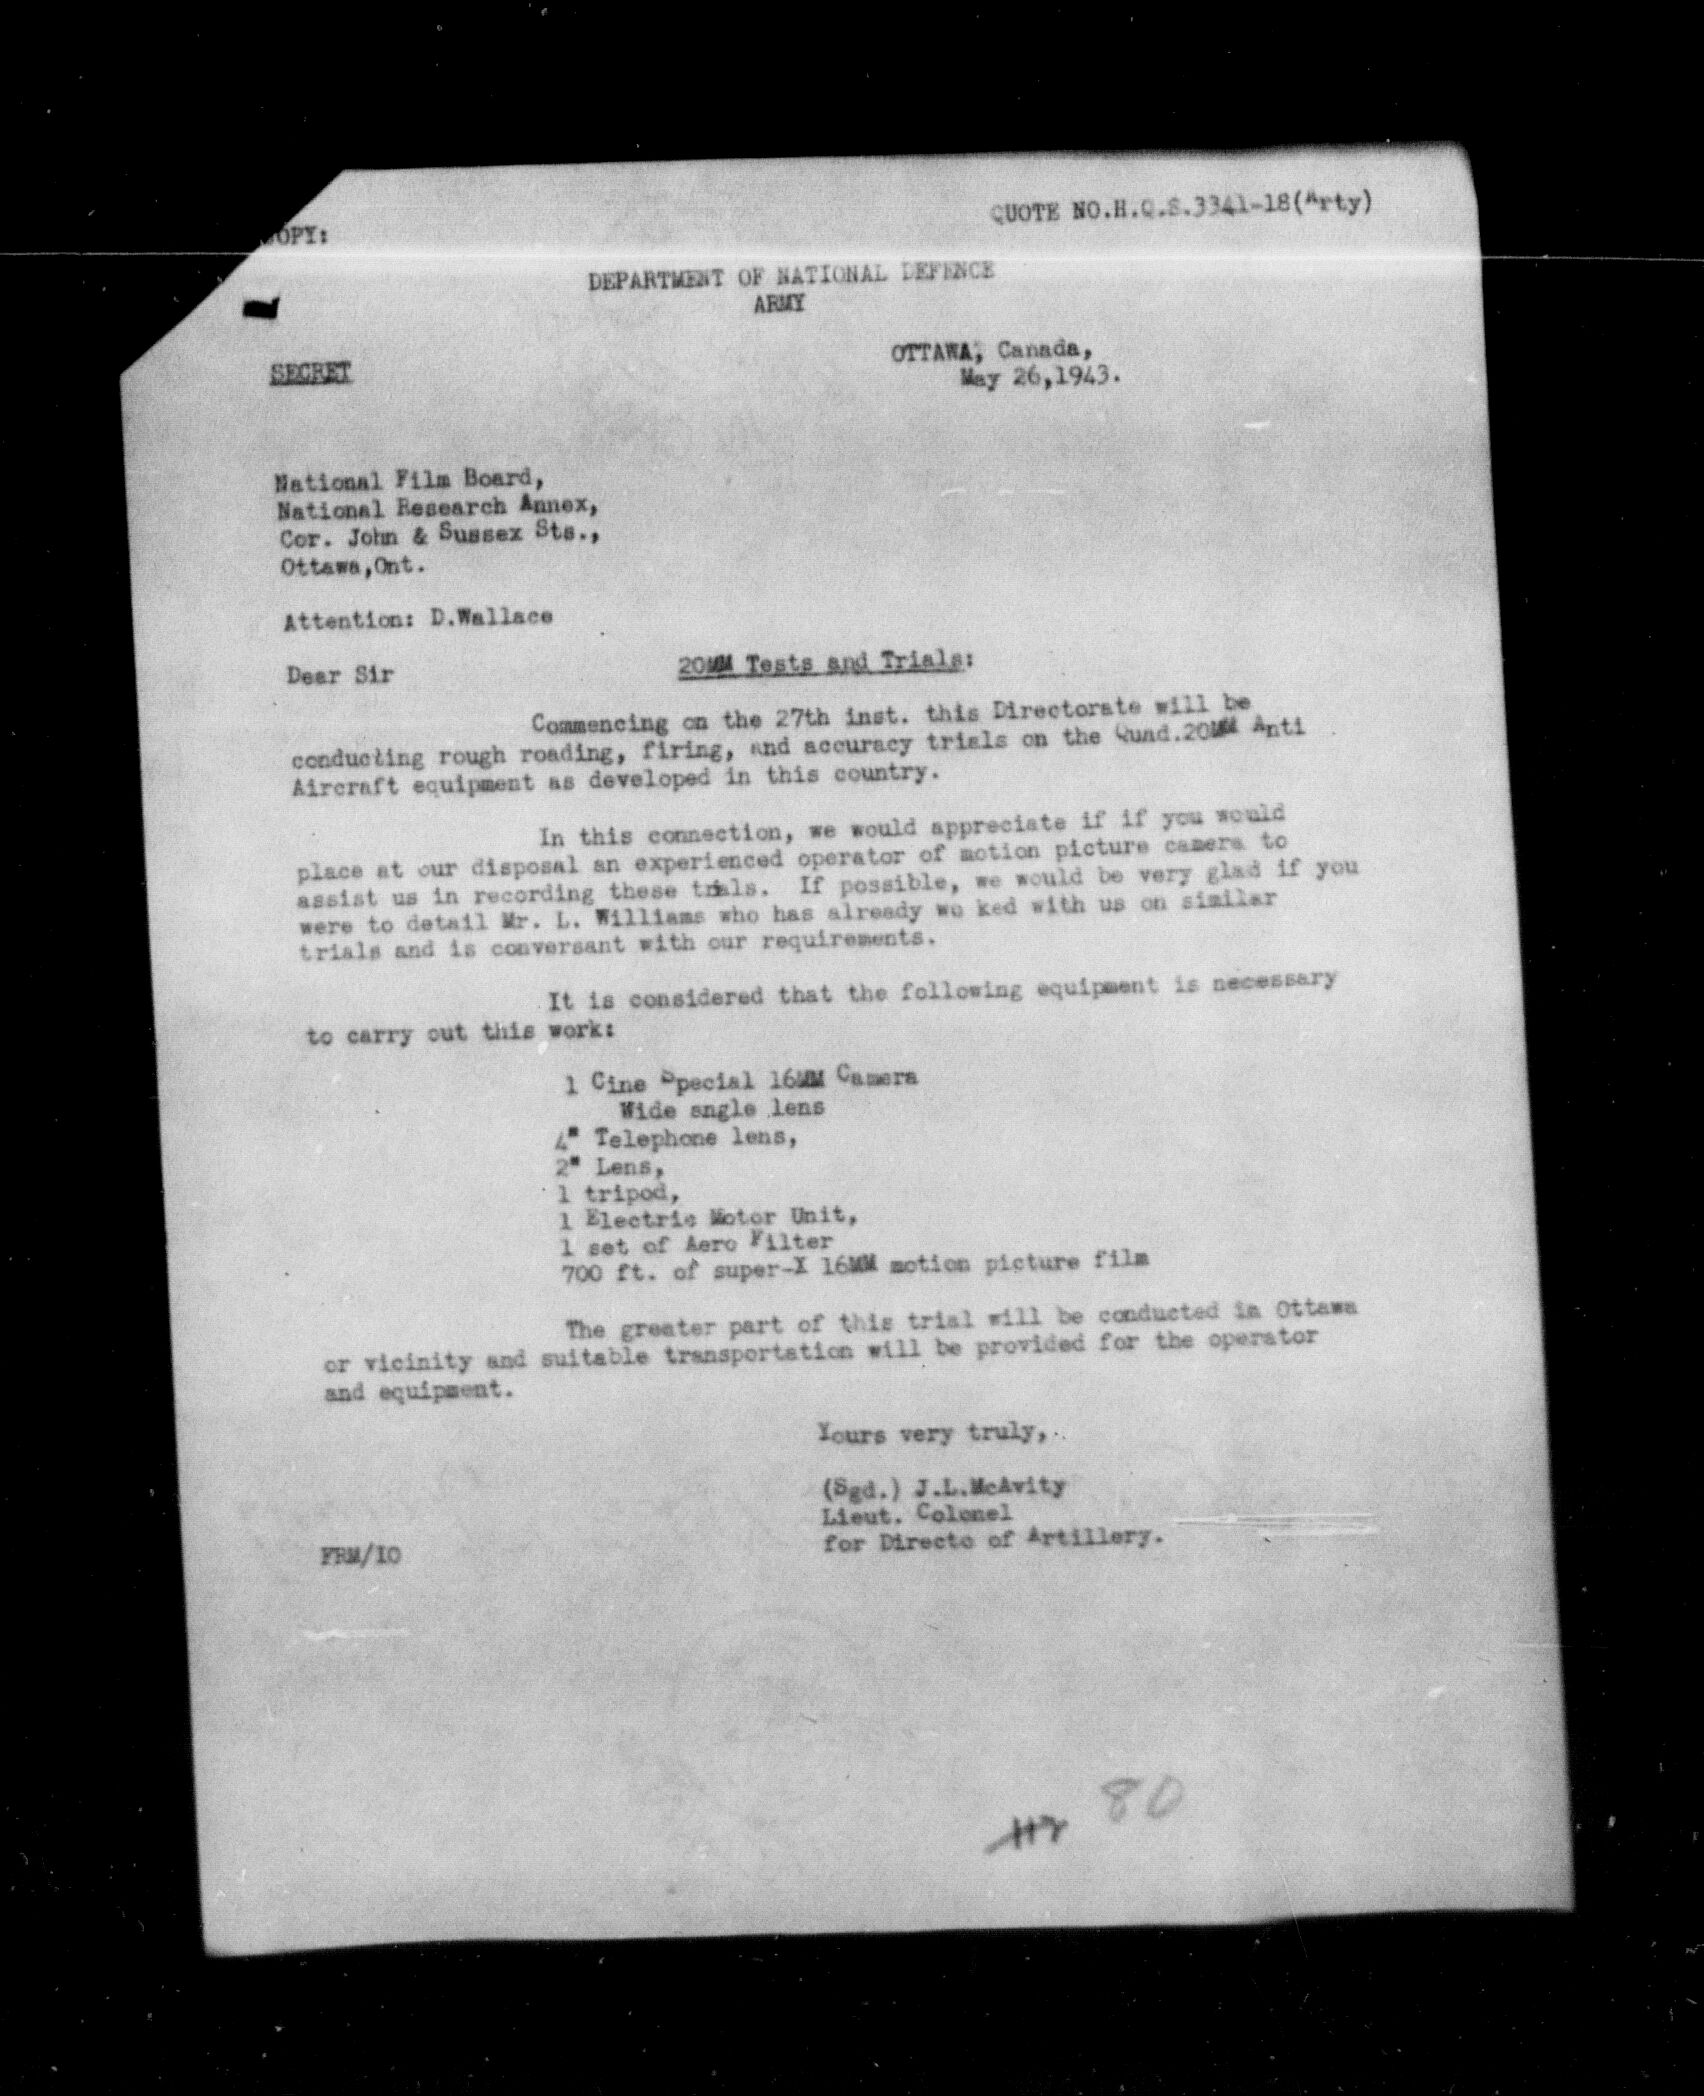 QUOTE NO.H.Q.S.3341-18(Arty)
OPY:
DEPARTMENT OF NATIONAL DEFENCE
ARMY
OTTAWA, Canada,
May 26,1943.
SECRET
National Film Board,
National Research Annex,
Cor. John & Sussex Sts.,
Ottawa,Ont.
Attention: D.Wallace
Dear Sir
20MM Tests and Trials:
Commencing on the 27th inst. this Directorate will be
conducting rough roading, firing, and accuracy trials on the Quad.20MM Anti
Aircraft equipment as developed in this country.
In this connection, we would appreciate if if you would
place at our disposal an experienced operator of motion picture camera to
assist us in recording these trials. If possible, we would be very glad if you
were to detail Mr. L. Williams who has already wo ked with us on similar
trials and is conversant with our requirements.
It is considered that the following equipment is necessary
to carry out this work:
1 Cine Special 16MM Camera
Wide angle lens
4" Telephone lens,
2" Lens,
1 tripod,
1 Electric Motor Unit,
1 set of Aero Filter
700 ft. of super-X 16MM motion picture film
The greater part of this trial will be conducted in Ottawa
or vicinity and suitable transportation will be provided for the operator
and equipment.
Yours very truly,
(Sgd.) J.L.McAvity
Lieut. Colonel
for Directo of Artillery.
FRM/IO
80